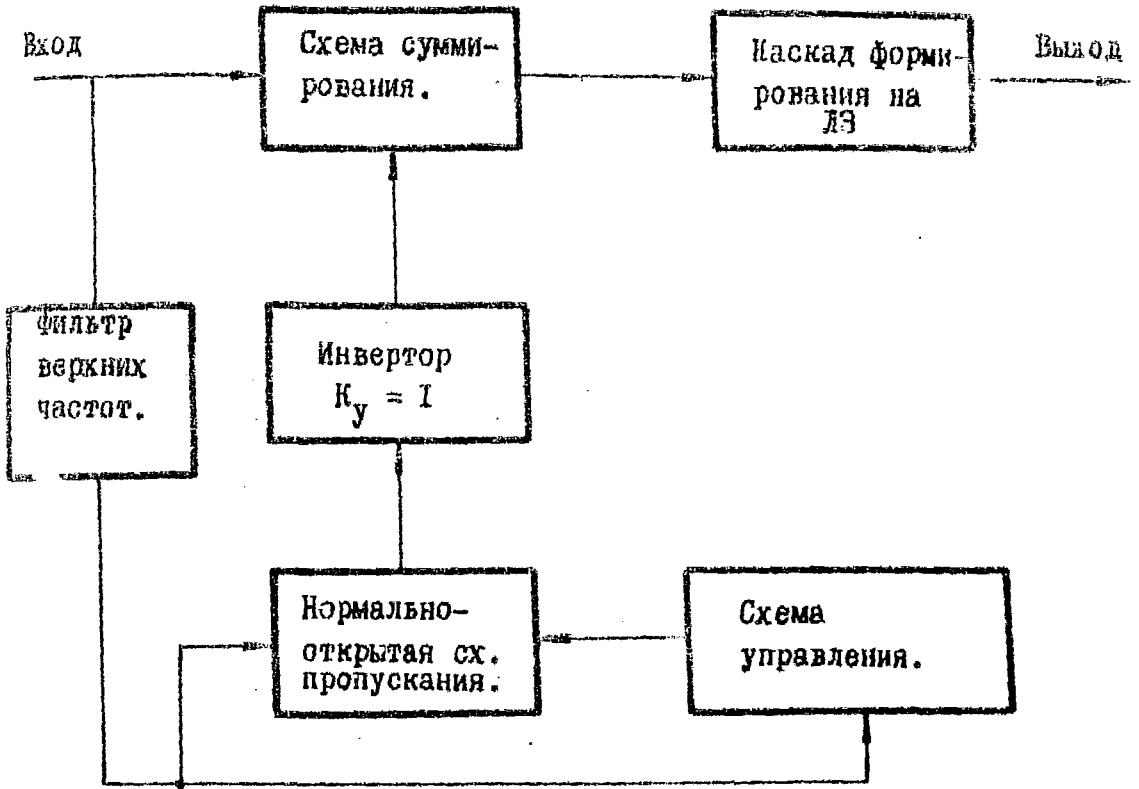 Вход
Схема сумми-
рования.
Каскад форми-
рования на
ЛЗ
Выход
Фильтр
верхних
частот.
Инвертор
Kу = I
Нормально-
открытая сх.
пропускания.
Схема
управления.